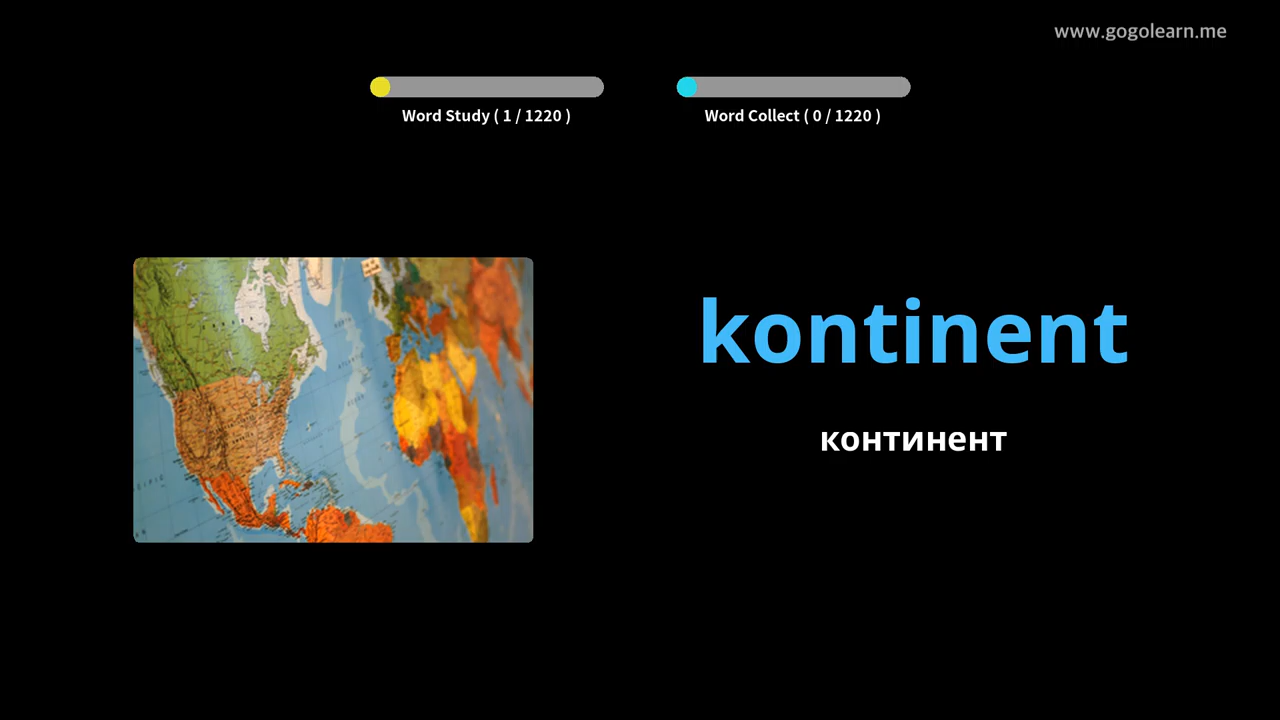 www.gogolearn.me
Word Study ( 1 / 1220 )
Word Collect ( 0 / 1220 )
kontinent
континент